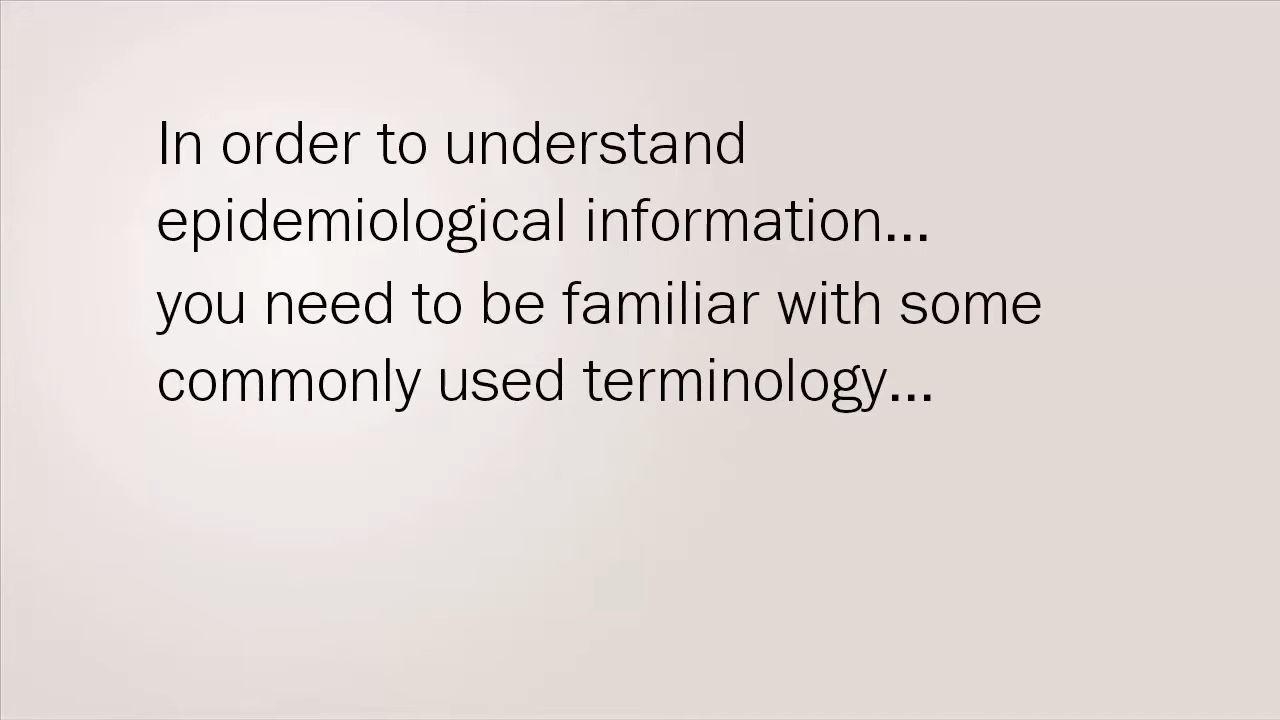 In order to understand
epidemiological information...
you need to be familiar with some
commonly used terminology...